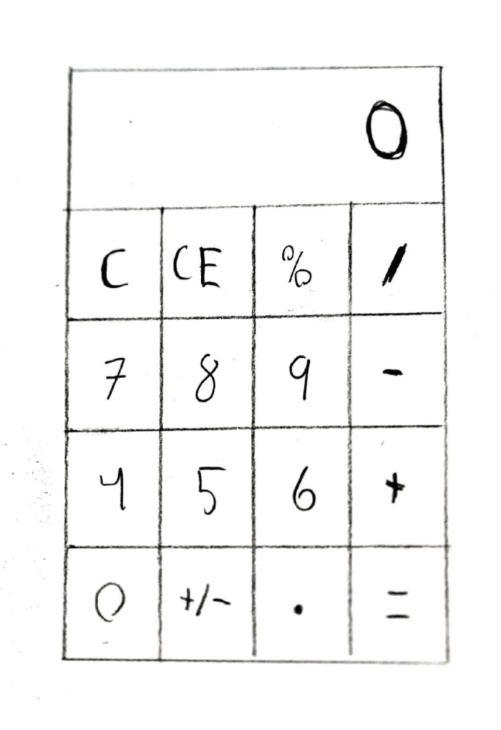 0
C CE % /
7 8 9 -
4 5 6 +
0 +/- . =